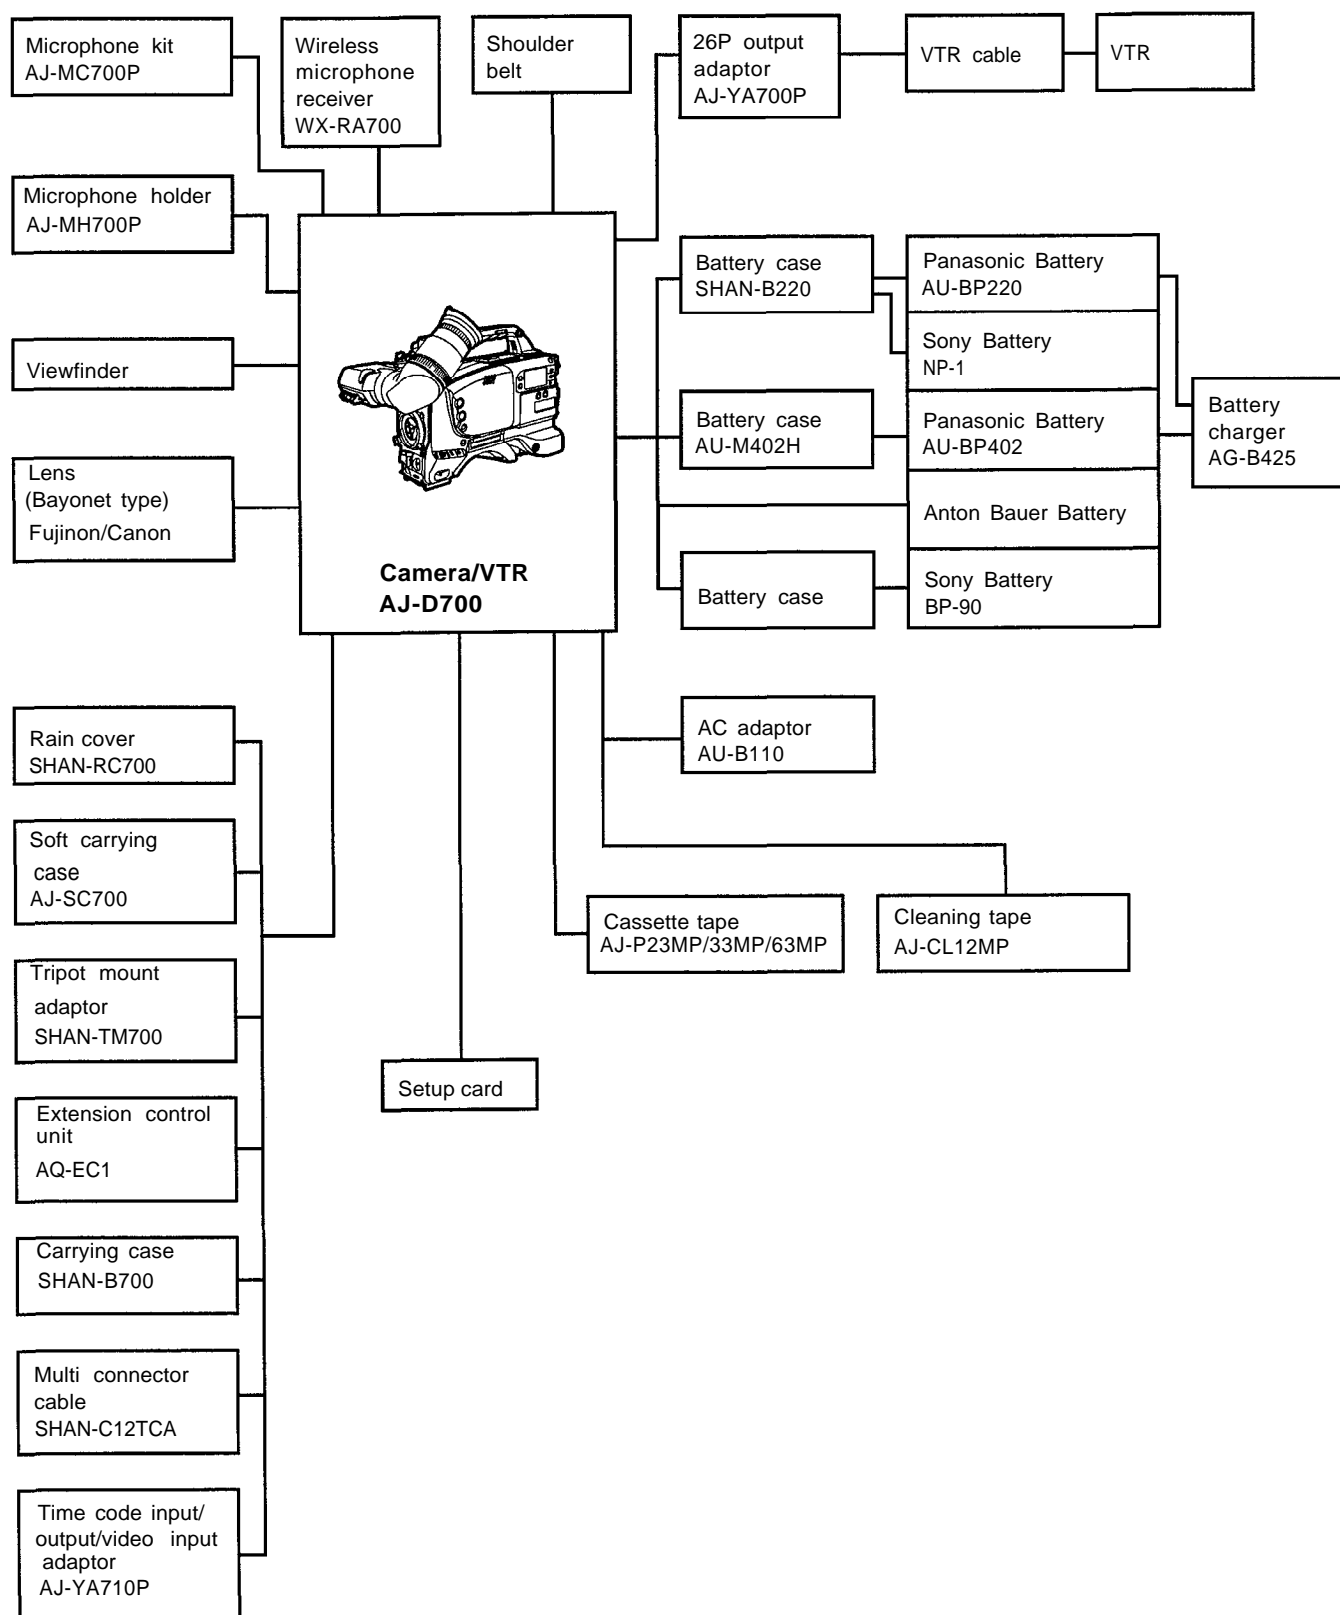 Microphone kit
AJ-MC700P
Wireless
microphone
receiver
WX-RA700
Shoulder
belt
26P output
adaptor
AJ-YA700P
VTR cable
VTR
Microphone holder
AJ-MH700P
Viewfinder
Lens
(Bayonet type)
Fujinon/Canon
Camera/VTR
AJ-D700
Battery case
SHAN-B220
Panasonic Battery
AU-BP220
Sony Battery
NP-1
Battery case
AU-M402H
Panasonic Battery
AU-BP402
Battery
charger
AG-B425
Anton Bauer Battery
Battery case
Sony Battery
BP-90
AC adaptor
AU-B110
Cassette tape
AJ-P23MP/33MP/63MP
Cleaning tape
AJ-CL12MP
Setup card
Rain cover
SHAN-RC700
Soft carrying
case
AJ-SC700
Tripot mount
adaptor
SHAN-TM700
Extension control
unit
AQ-EC1
Carrying case
SHAN-B700
Multi connector
cable
SHAN-C12TCA
Time code input/
output/video input
adaptor
AJ-YA710P